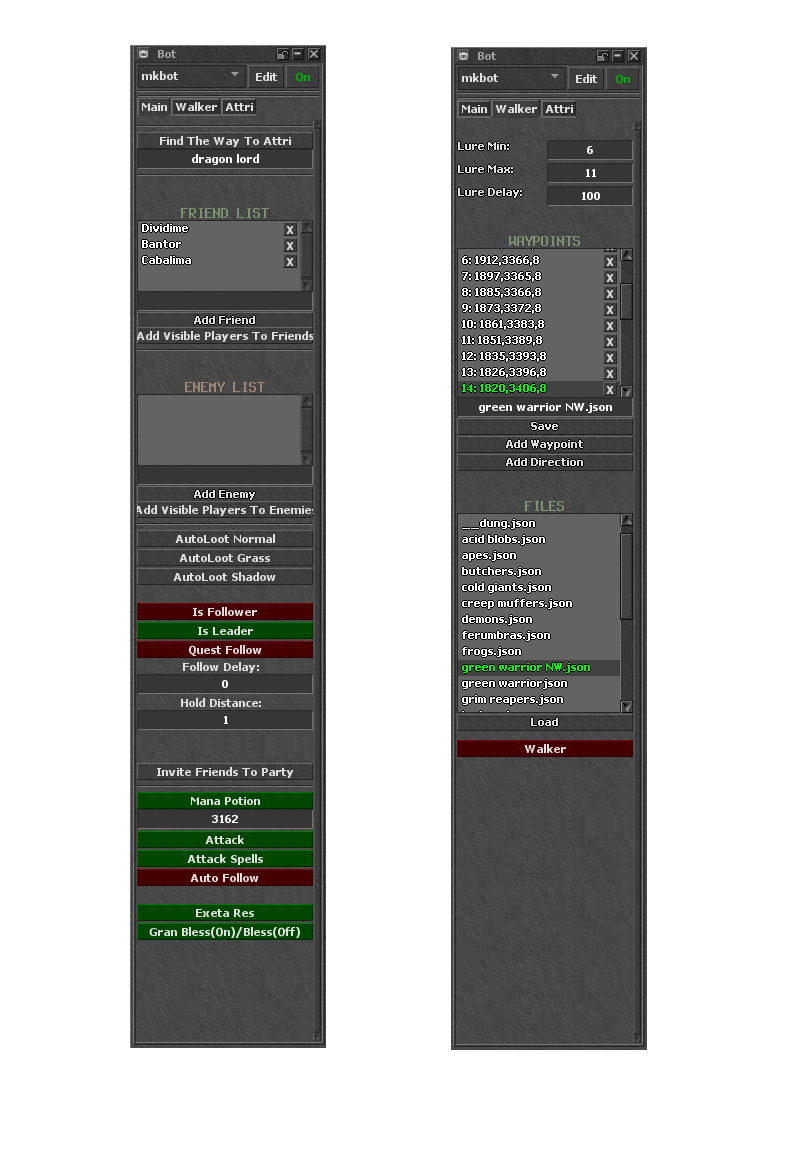 Bot
mkbot Edit On
Main Walker Attri
Find The Way To Attri
dragon lord
FRIEND LIST
Dividime X
Bantor X
Cabalima X
Add Friend
Add Visible Players To Friends
ENEMY LIST
Add Enemy
Add Visible Players To Enemies
AutoLoot Normal
AutoLoot Grass
AutoLoot Shadow
Is Follower
Is Leader
Quest Follow
Follow Delay:
0
Hold Distance:
1
Invite Friends To Party
Mana Potion
3162
Attack
Attack Spells
Auto Follow
Exeta Res
Gran Bless(On)/Bless(Off)
Bot
mkbot Edit On
Main Walker Attri
Lure Min: 6
Lure Max: 11
Lure Delay: 100
WAYPOINTS
6: 1912,3366,8 X
7: 1897,3365,8 X
8: 1885,3366,8 X
9: 1873,3372,8 X
10: 1861,3383,8 X
11: 1851,3389,8 X
12: 1835,3393,8 X
13: 1826,3396,8 X
14: 1820,3406,8 X
green warrior NW.json
Save
Add Waypoint
Add Direction
FILES
__dung.json
acid blobs.json
apes.json
butchers.json
cold giants.json
creep muffers.json
demons.json
ferumbras.json
frogs.json
green warrior NW.json
green warrior.json
grim reapers.json
Load
Walker